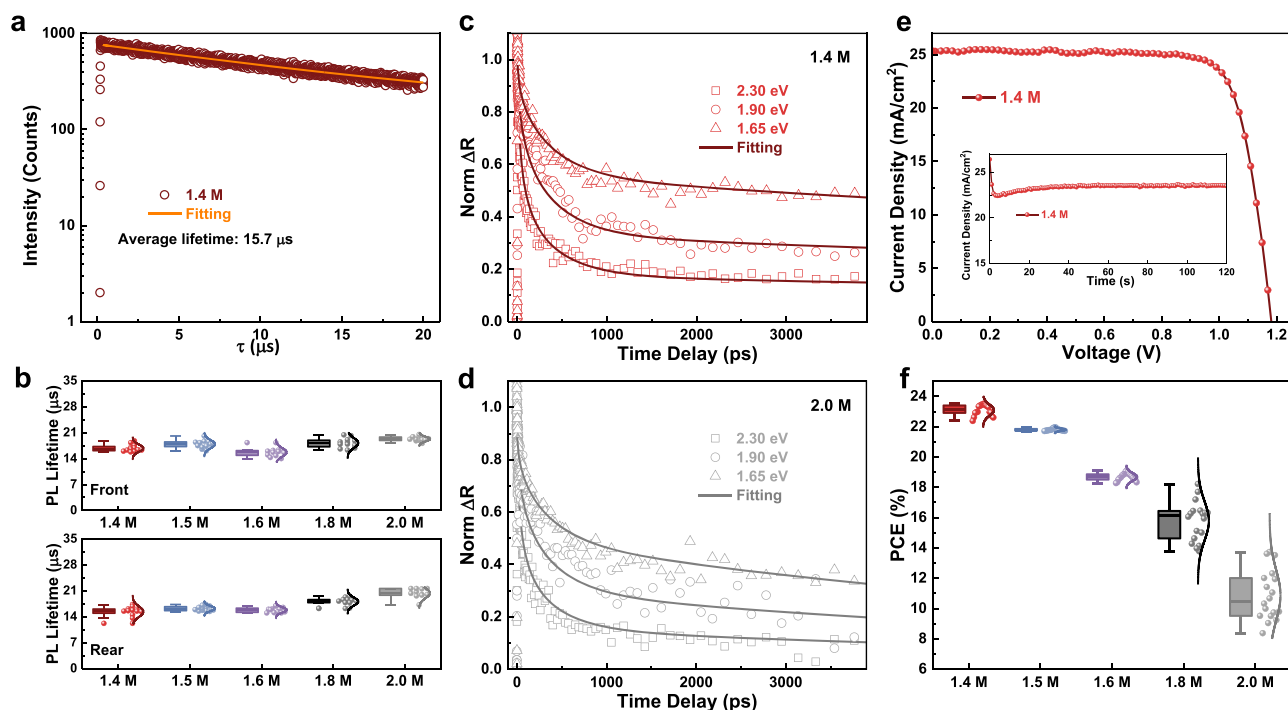 a
1000
100
10
1
Intensity (Counts)
1.4 M
Fitting
Average lifetime: 15.7 μs
0
5
10
15
20
τ (μs)
b
35
28
21
14
7
0
PL Lifetime (μs)
Front
1.4 M
1.5 M
1.6 M
1.8 M
2.0 M
35
28
21
14
7
0
PL Lifetime (μs)
Rear
1.4 M
1.5 M
1.6 M
1.8 M
2.0 M
c
1.0
0.8
0.6
0.4
0.2
0.0
Norm ΔR
1.4 M
2.30 eV
1.90 eV
1.65 eV
Fitting
0
1000
2000
3000
Time Delay (ps)
d
1.0
0.8
0.6
0.4
0.2
0.0
Norm ΔR
2.0 M
2.30 eV
1.90 eV
1.65 eV
Fitting
0
1000
2000
3000
Time Delay (ps)
e
25
20
15
10
5
0
Current Density (mA/cm²)
1.4 M
25
22
18
15
Current Density (mA/cm²)
1.4 M
0
20
40
60
80
100
120
Time (s)
0.0
0.2
0.4
0.6
0.8
1.0
1.2
Voltage (V)
f
24
22
20
18
16
14
12
10
8
6
PCE (%)
1.4 M
1.5 M
1.6 M
1.8 M
2.0 M